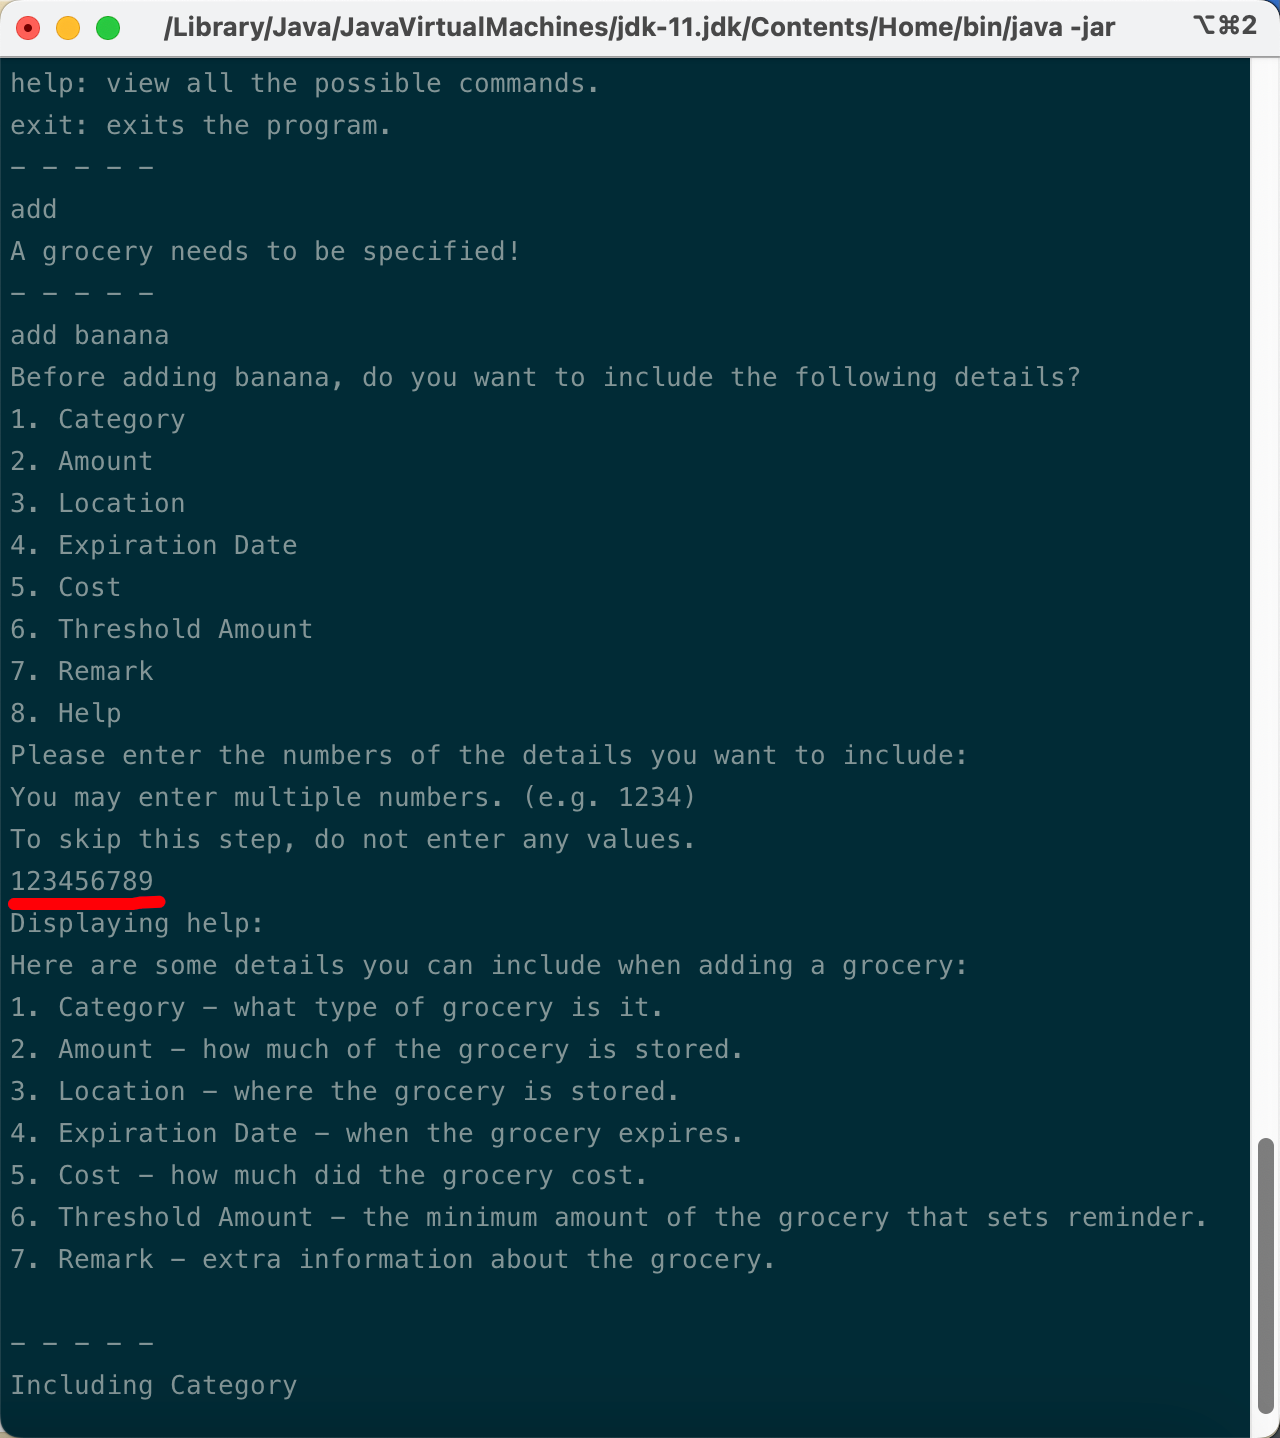 /Library/Java/JavaVirtualMachines/jdk-11.jdk/Contents/Home/bin/java -jar ⌥⌘2
help: view all the possible commands.
exit: exits the program.
- - - - -
add
A grocery needs to be specified!
- - - - -
add banana
Before adding banana, do you want to include the following details?
1. Category
2. Amount
3. Location
4. Expiration Date
5. Cost
6. Threshold Amount
7. Remark
8. Help
Please enter the numbers of the details you want to include:
You may enter multiple numbers. (e.g. 1234)
To skip this step, do not enter any values.
123456789
Displaying help:
Here are some details you can include when adding a grocery:
1. Category - what type of grocery is it.
2. Amount - how much of the grocery is stored.
3. Location - where the grocery is stored.
4. Expiration Date - when the grocery expires.
5. Cost - how much did the grocery cost.
6. Threshold Amount - the minimum amount of the grocery that sets reminder.
7. Remark - extra information about the grocery.
- - - - -
Including Category